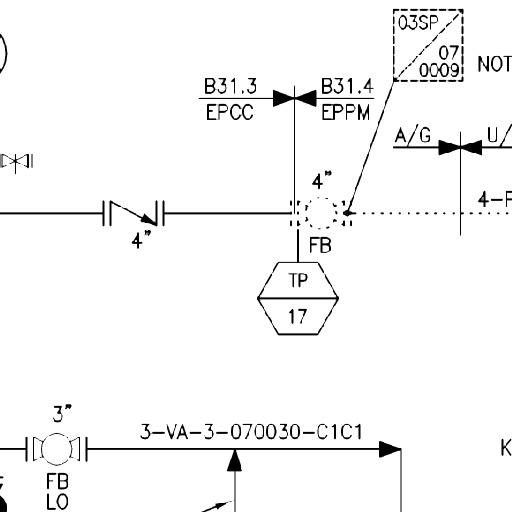 03SP
07
0009
NOT
B31.3
B31.4
EPCC
EPPM
A/G
U/
4"
4-
4"
FB
TP
17
3"
3-VA-3-070030-C1C1
K
FB
LO